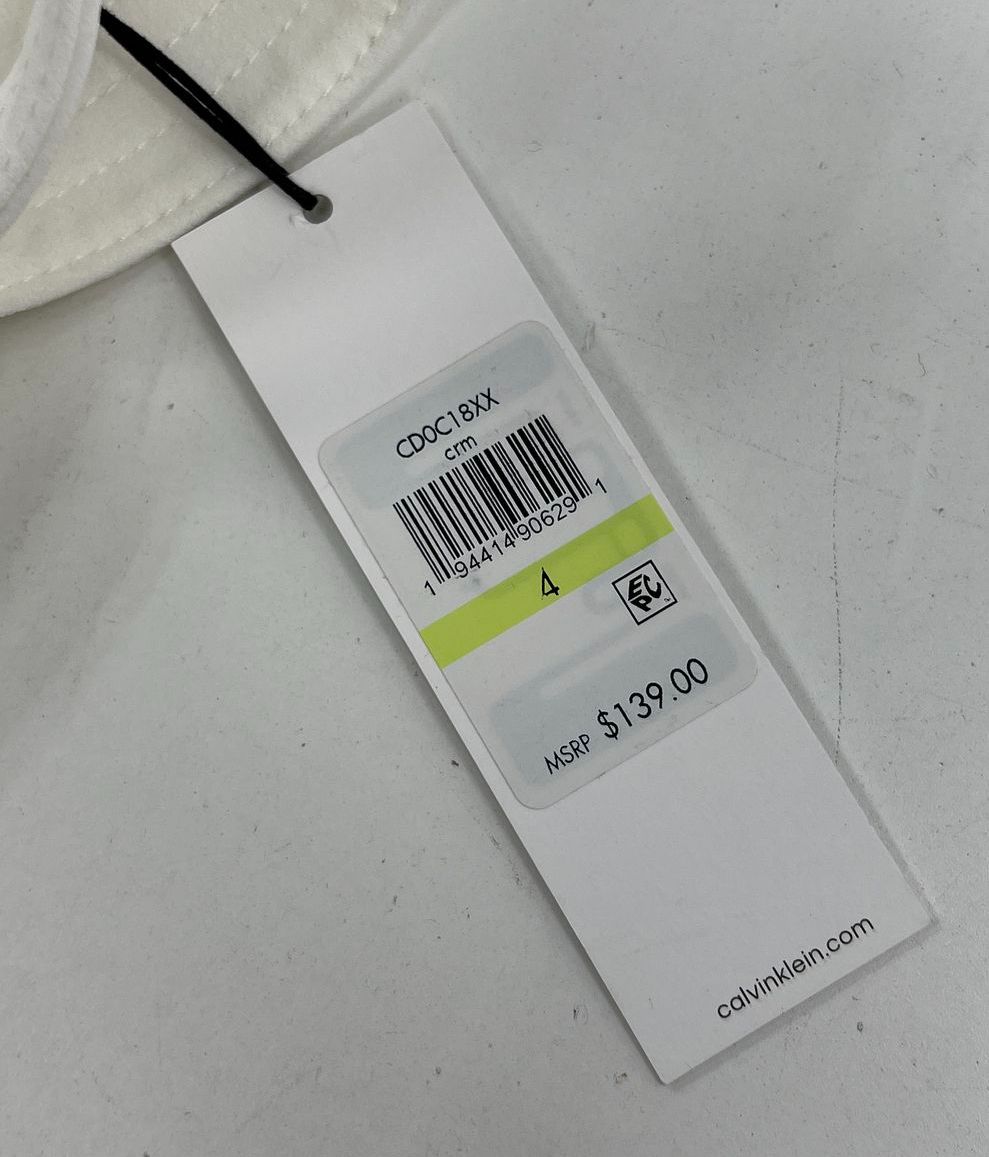 CD0C18XX
crm
1 94414 90629 1
4
EPC
MSRP $139.00
calvinklein.com